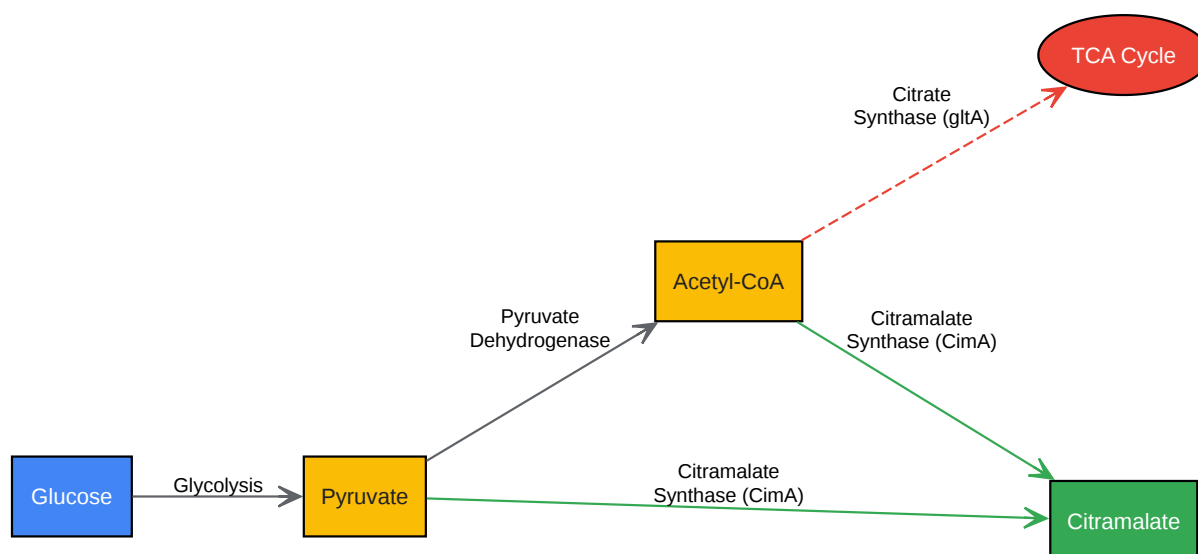 TCA Cycle
Citrate
Synthase (gltA)
Acetyl-CoA
Pyruvate
Dehydrogenase
Citramalate
Synthase (CimA)
Glucose
Glycolysis
Pyruvate
Citramalate
Synthase (CimA)
Citramalate